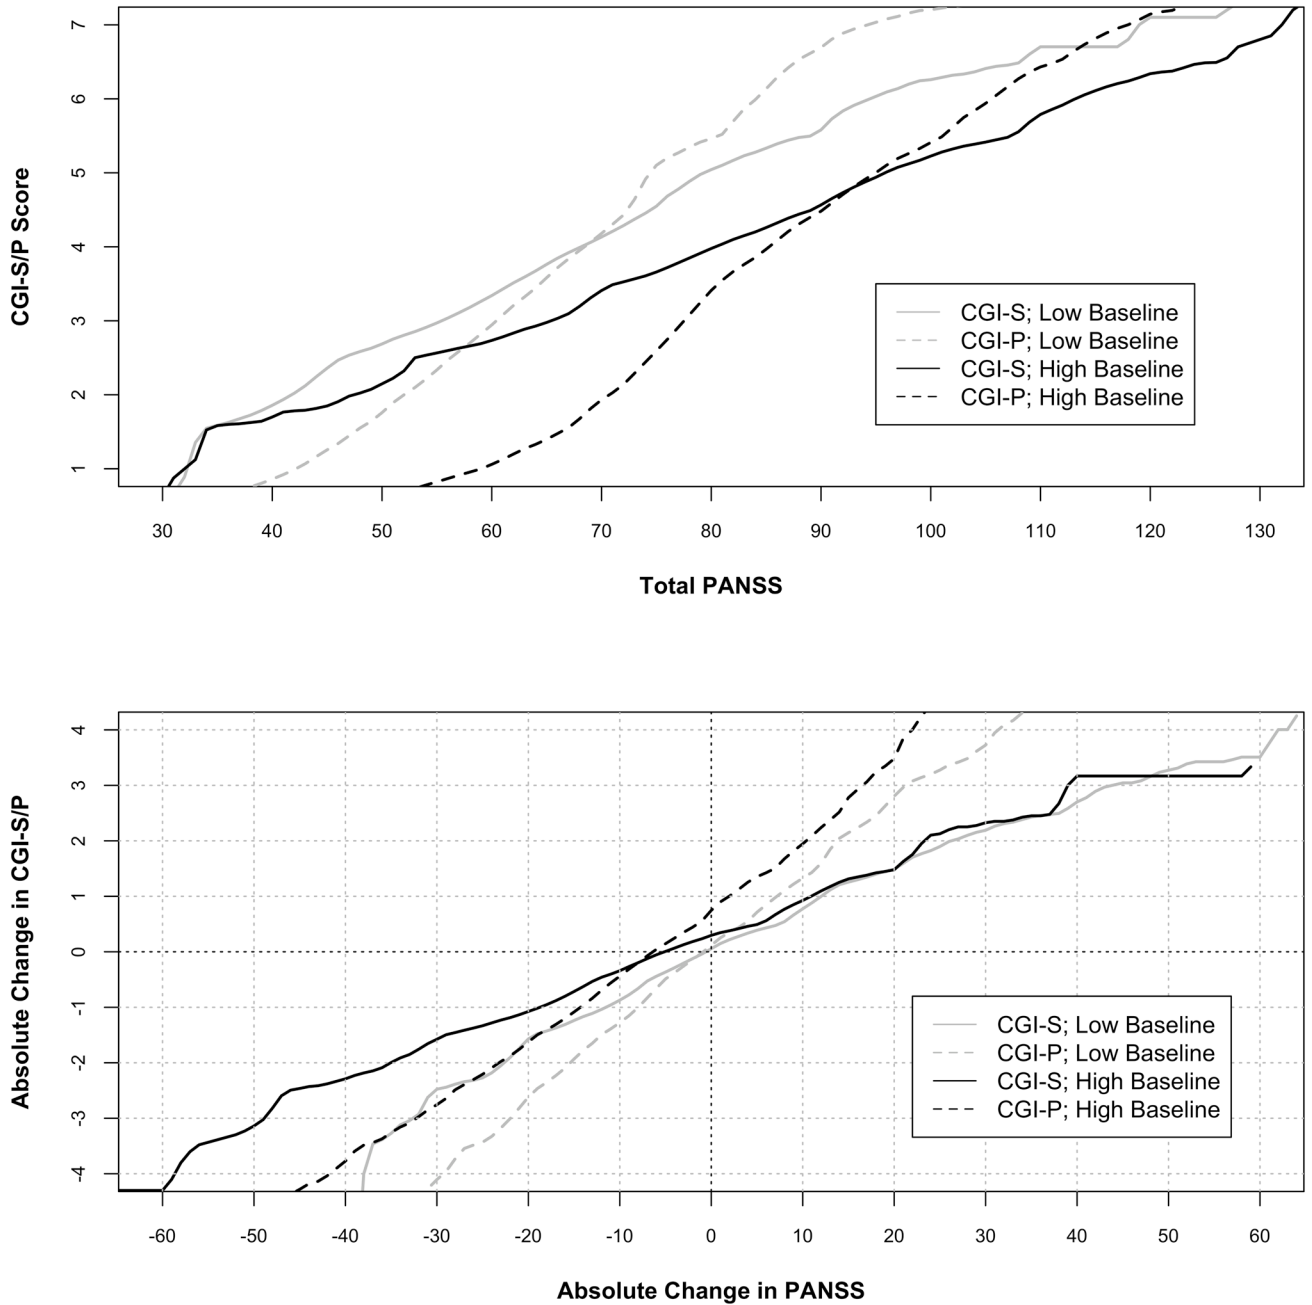 7
6
5
4
3
2
1
CGI-S/P Score
CGI-S; Low Baseline
CGI-P; Low Baseline
CGI-S; High Baseline
CGI-P; High Baseline
30 40 50 60 70 80 90 100 110 120 130
Total PANSS
4
3
2
1
0
-1
-2
-3
-4
Absolute Change in CGI-S/P
CGI-S; Low Baseline
CGI-P; Low Baseline
CGI-S; High Baseline
CGI-P; High Baseline
-60 -50 -40 -30 -20 -10 0 10 20 30 40 50 60
Absolute Change in PANSS